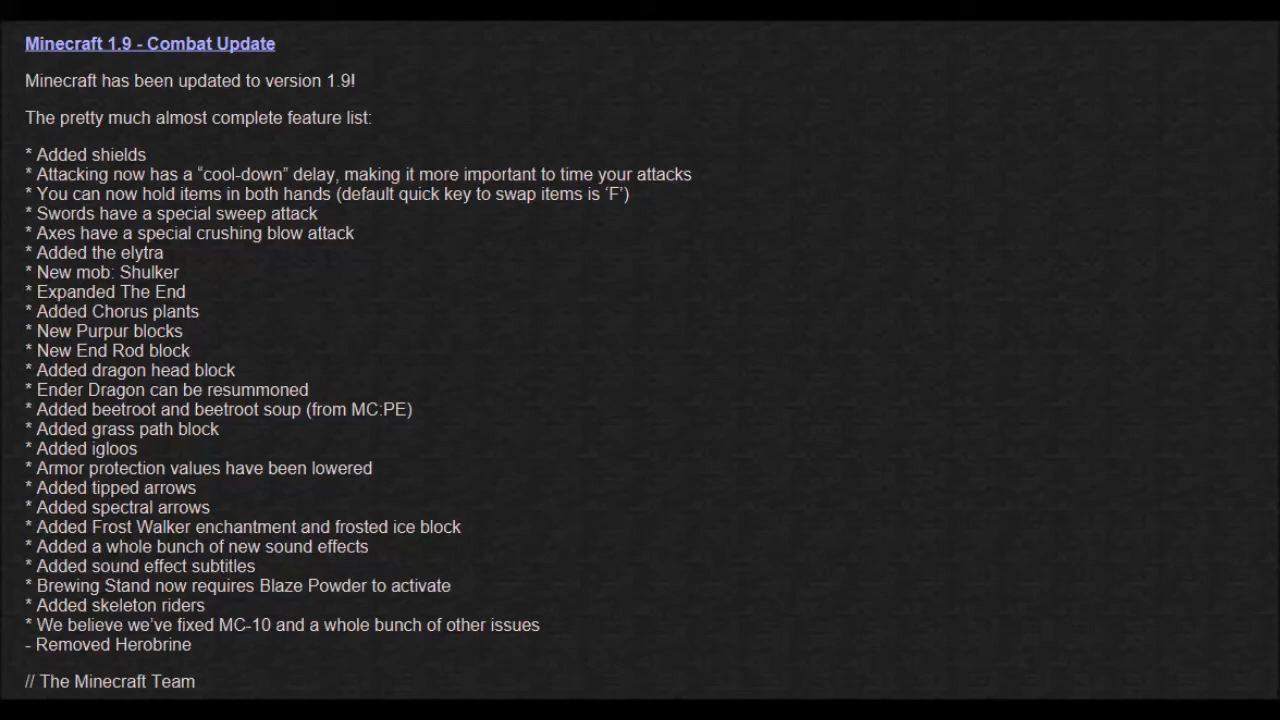 Minecraft 1.9 - Combat Update
Minecraft has been updated to version 1.9!
The pretty much almost complete feature list:
* Added shields
* Attacking now has a “cool-down” delay, making it more important to time your attacks
* You can now hold items in both hands (default quick key to swap items is ‘F’)
* Swords have a special sweep attack
* Axes have a special crushing blow attack
* Added the elytra
* New mob: Shulker
* Expanded The End
* Added Chorus plants
* New Purpur blocks
* New End Rod block
* Added dragon head block
* Ender Dragon can be resummoned
* Added beetroot and beetroot soup (from MC:PE)
* Added grass path block
* Added igloos
* Armor protection values have been lowered
* Added tipped arrows
* Added spectral arrows
* Added Frost Walker enchantment and frosted ice block
* Added a whole bunch of new sound effects
* Added sound effect subtitles
* Brewing Stand now requires Blaze Powder to activate
* Added skeleton riders
* We believe we’ve fixed MC-10 and a whole bunch of other issues
- Removed Herobrine
// The Minecraft Team